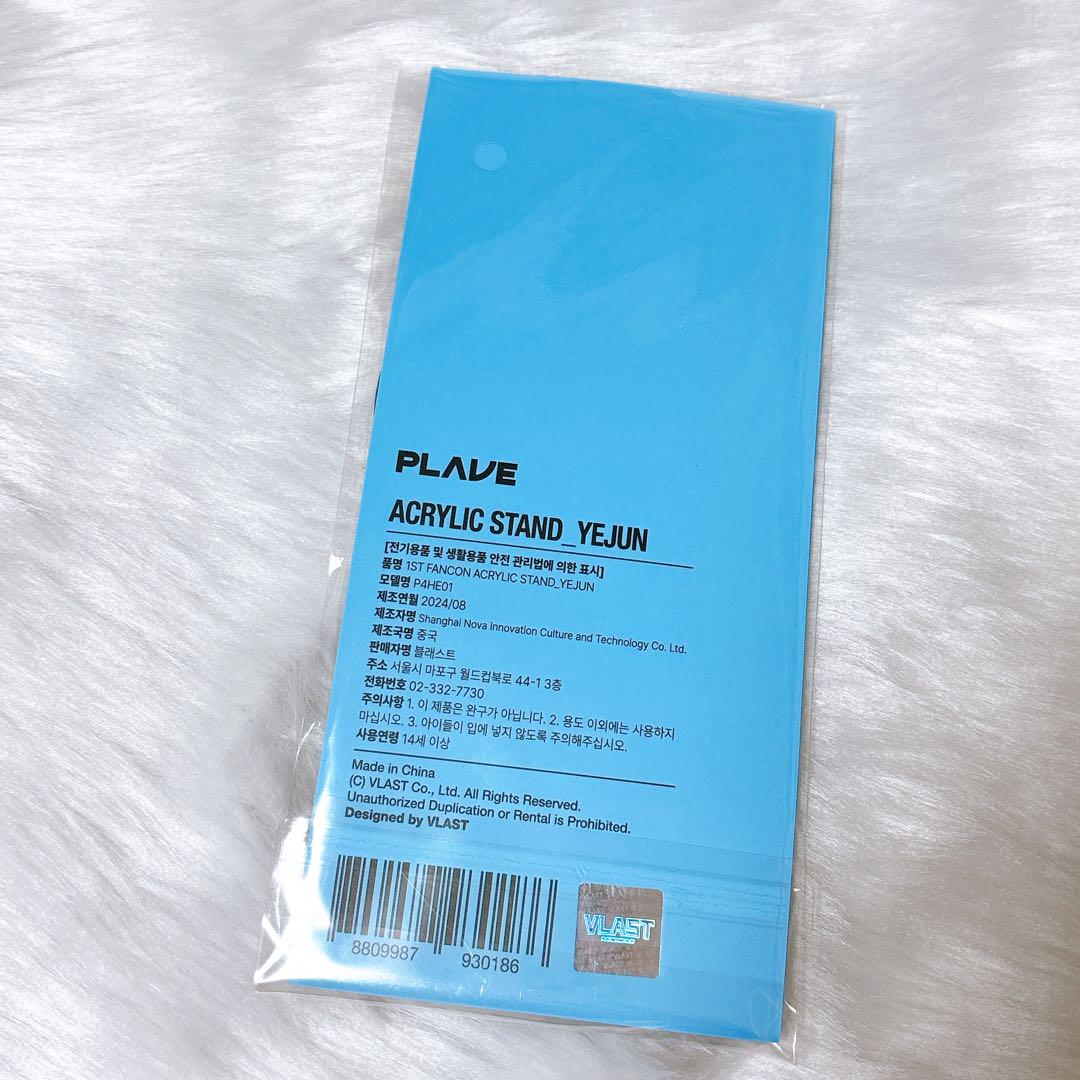 PLAVE
ACRYLIC STAND_YEJUN
[전기용품 및 생활용품 안전 관리법에 의한 표시]
품명 1ST FANCON ACRYLIC STAND_YEJUN
모델명 P4HE01
제조연월 2024/08
제조자명 Shanghai Nova Innovation Culture and Technology Co. Ltd.
제조국명 중국
판매자명 블래스트
주소 서울시 마포구 월드컵북로 44-1 3층
전화번호 02-332-7730
주의사항 1. 이 제품은 완구가 아닙니다. 2. 용도 이외에는 사용하지
마십시오. 3. 아이들이 입에 넣지 않도록 주의해주십시오.
사용연령 14세 이상
Made in China
(C) VLAST Co., Ltd. All Rights Reserved.
Unauthorized Duplication or Rental is Prohibited.
Designed by VLAST
8809987 930186
VLAST